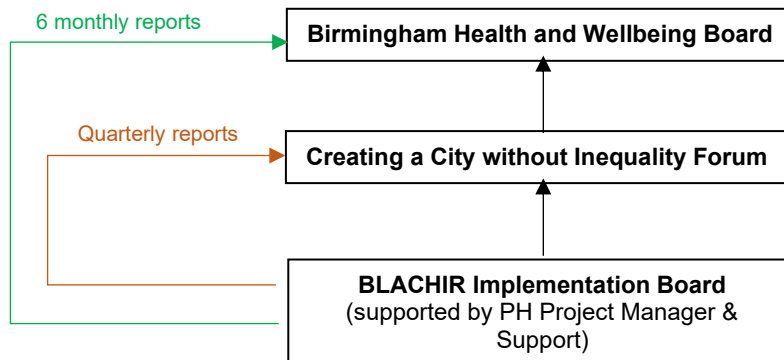 6 monthly reports
Birmingham Health and Wellbeing Board
Quarterly reports
Creating a City without Inequality Forum
BLACHIR Implementation Board
(supported by PH Project Manager &
Support)